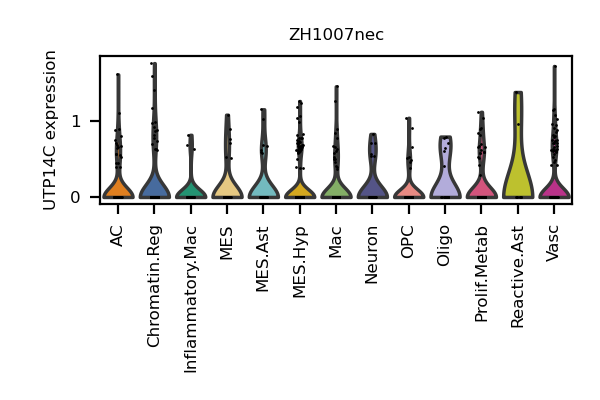 ZH1007nec
UTP14C expression
1
0
AC
Chromatin.Reg
Inflammatory.Mac
MES
MES.Ast
MES.Hyp
Mac
Neuron
OPC
Oligo
Prolif.Metab
Reactive.Ast
Vasc